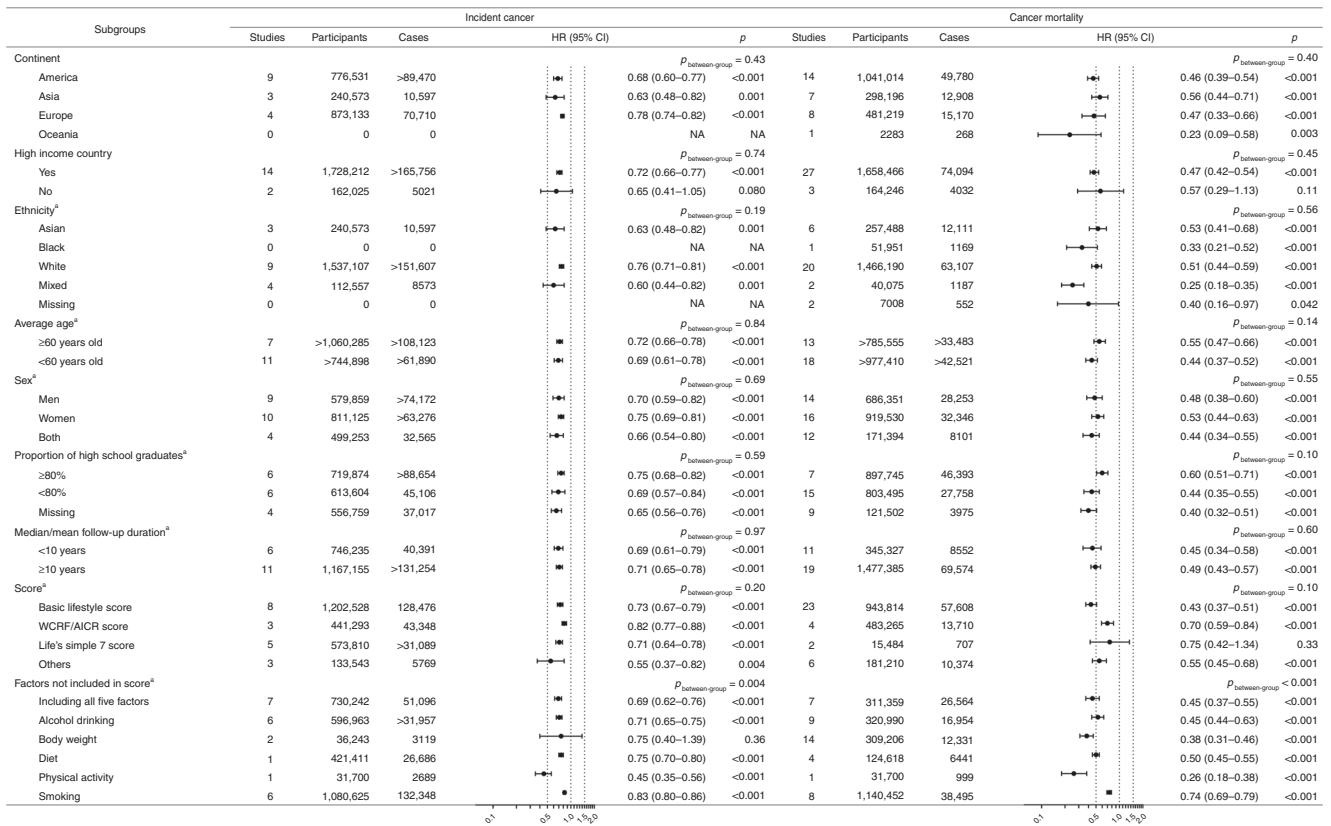 Subgroups Incident cancer Cancer mortality
Studies Participants Cases HR (95% CI) p Studies Participants Cases HR (95% CI) p
Continent p between-group = 0.43 p between-group = 0.40
America 9 776,531 >89,470 0.68 (0.60–0.77) <0.001 14 1,041,014 49,780 0.46 (0.39–0.54) <0.001
Asia 3 240,573 10,597 0.63 (0.48–0.82) 0.001 7 298,196 12,908 0.56 (0.44–0.71) <0.001
Europe 4 873,133 70,710 0.78 (0.74–0.82) <0.001 8 481,219 15,170 0.47 (0.33–0.66) <0.001
Oceania 0 0 0 NA NA 1 2283 268 0.23 (0.09–0.58) 0.003
High income country p between-group = 0.74 p between-group = 0.45
Yes 14 1,728,212 >165,756 0.72 (0.66–0.77) <0.001 27 1,658,466 74,094 0.47 (0.42–0.54) <0.001
No 2 162,025 5021 0.65 (0.41–1.05) 0.080 3 164,246 4032 0.57 (0.29–1.13) 0.11
Ethnicity^a p between-group = 0.19 p between-group = 0.56
Asian 3 240,573 10,597 0.63 (0.48–0.82) 0.001 6 257,488 12,111 0.53 (0.41–0.68) <0.001
Black 0 0 0 NA NA 1 51,951 1169 0.33 (0.21–0.52) <0.001
White 9 1,537,107 >151,607 0.76 (0.71–0.81) <0.001 20 1,466,190 63,107 0.51 (0.44–0.59) <0.001
Mixed 4 112,557 8573 0.60 (0.44–0.82) 0.001 2 40,075 1187 0.25 (0.18–0.35) <0.001
Missing 0 0 0 NA NA 2 7008 552 0.40 (0.16–0.97) 0.042
Average age^a p between-group = 0.84 p between-group = 0.14
≥60 years old 7 >1,060,285 >108,123 0.72 (0.66–0.78) <0.001 13 >785,555 >33,483 0.55 (0.47–0.66) <0.001
<60 years old 11 >744,898 >61,890 0.69 (0.61–0.78) <0.001 18 >977,410 >42,521 0.44 (0.37–0.52) <0.001
Sex^a p between-group = 0.69 p between-group = 0.55
Men 9 579,859 >74,172 0.70 (0.59–0.82) <0.001 14 686,351 28,253 0.48 (0.38–0.60) <0.001
Women 10 811,125 >63,276 0.75 (0.69–0.81) <0.001 16 919,530 32,346 0.53 (0.44–0.63) <0.001
Both 4 499,253 32,565 0.66 (0.54–0.80) <0.001 12 171,394 8101 0.44 (0.34–0.55) <0.001
Proportion of high school graduates^a p between-group = 0.59 p between-group = 0.10
≥80% 6 719,874 >88,654 0.75 (0.68–0.82) <0.001 7 897,745 46,393 0.60 (0.51–0.71) <0.001
<80% 6 613,604 45,106 0.69 (0.57–0.84) <0.001 15 803,495 27,758 0.44 (0.35–0.55) <0.001
Missing 4 556,759 37,017 0.65 (0.56–0.76) <0.001 9 121,502 3975 0.40 (0.32–0.51) <0.001
Median/mean follow-up duration^a p between-group = 0.97 p between-group = 0.60
<10 years 6 746,235 40,391 0.69 (0.61–0.79) <0.001 11 345,327 8552 0.45 (0.34–0.58) <0.001
≥10 years 11 1,167,155 >131,254 0.71 (0.65–0.78) <0.001 19 1,477,385 69,574 0.49 (0.43–0.57) <0.001
Score^a p between-group = 0.20 p between-group = 0.10
Basic lifestyle score 8 1,202,528 128,476 0.73 (0.67–0.79) <0.001 23 943,814 57,608 0.43 (0.37–0.51) <0.001
WCRF/AICR score 3 441,293 43,348 0.82 (0.77–0.88) <0.001 4 483,265 13,710 0.70 (0.59–0.84) <0.001
Life's simple 7 score 5 573,810 >31,089 0.71 (0.64–0.78) <0.001 2 15,484 707 0.75 (0.42–1.34) 0.33
Others 3 133,543 5769 0.55 (0.37–0.82) 0.004 6 181,210 10,374 0.55 (0.45–0.68) <0.001
Factors not included in score^a p between-group = 0.004 p between-group < 0.001
Including all five factors 7 730,242 51,096 0.69 (0.62–0.76) <0.001 7 311,359 26,564 0.45 (0.37–0.55) <0.001
Alcohol drinking 6 596,963 >31,957 0.71 (0.65–0.75) <0.001 9 320,990 16,954 0.45 (0.44–0.63) <0.001
Body weight 2 36,243 3119 0.75 (0.40–1.39) 0.36 14 309,206 12,331 0.38 (0.31–0.46) <0.001
Diet 1 421,411 26,686 0.75 (0.70–0.80) <0.001 4 124,618 6441 0.50 (0.45–0.55) <0.001
Physical activity 1 31,700 2689 0.45 (0.35–0.56) <0.001 1 31,700 999 0.26 (0.18–0.38) <0.001
Smoking 6 1,080,625 132,348 0.83 (0.80–0.86) <0.001 8 1,140,452 38,495 0.74 (0.69–0.79) <0.001
0.1 0.5 1.0 1.5 2.0 0.1 0.5 1.0 1.5 2.0